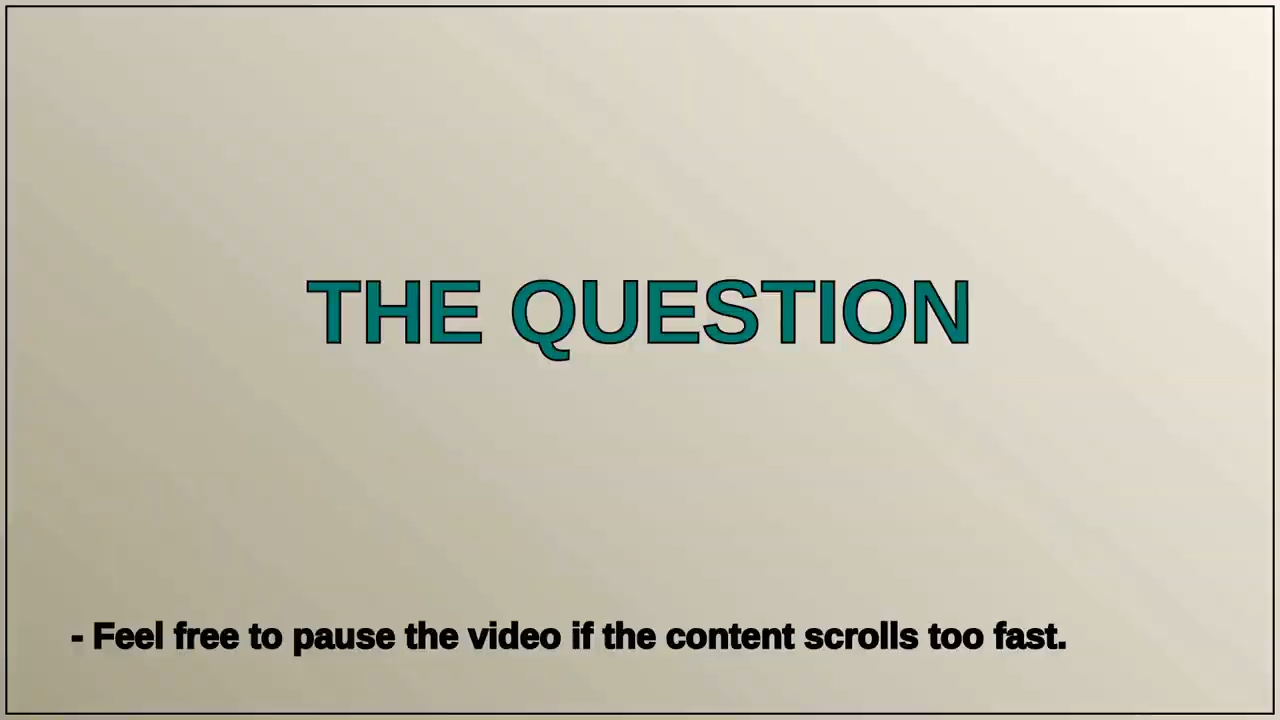 THE QUESTION
- Feel free to pause the video if the content scrolls too fast.